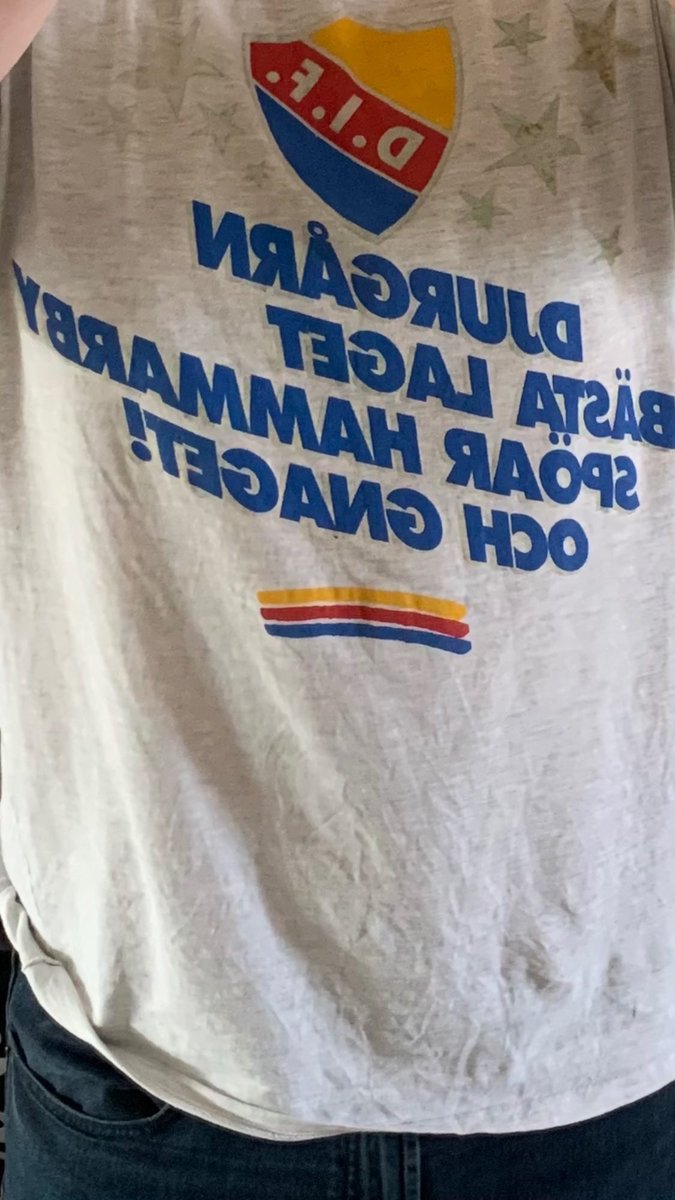 D.I.F.
DJURGÅRN
BÄSTA LAGET
SPÖAR HAMMARBY
OCH GNAGET!